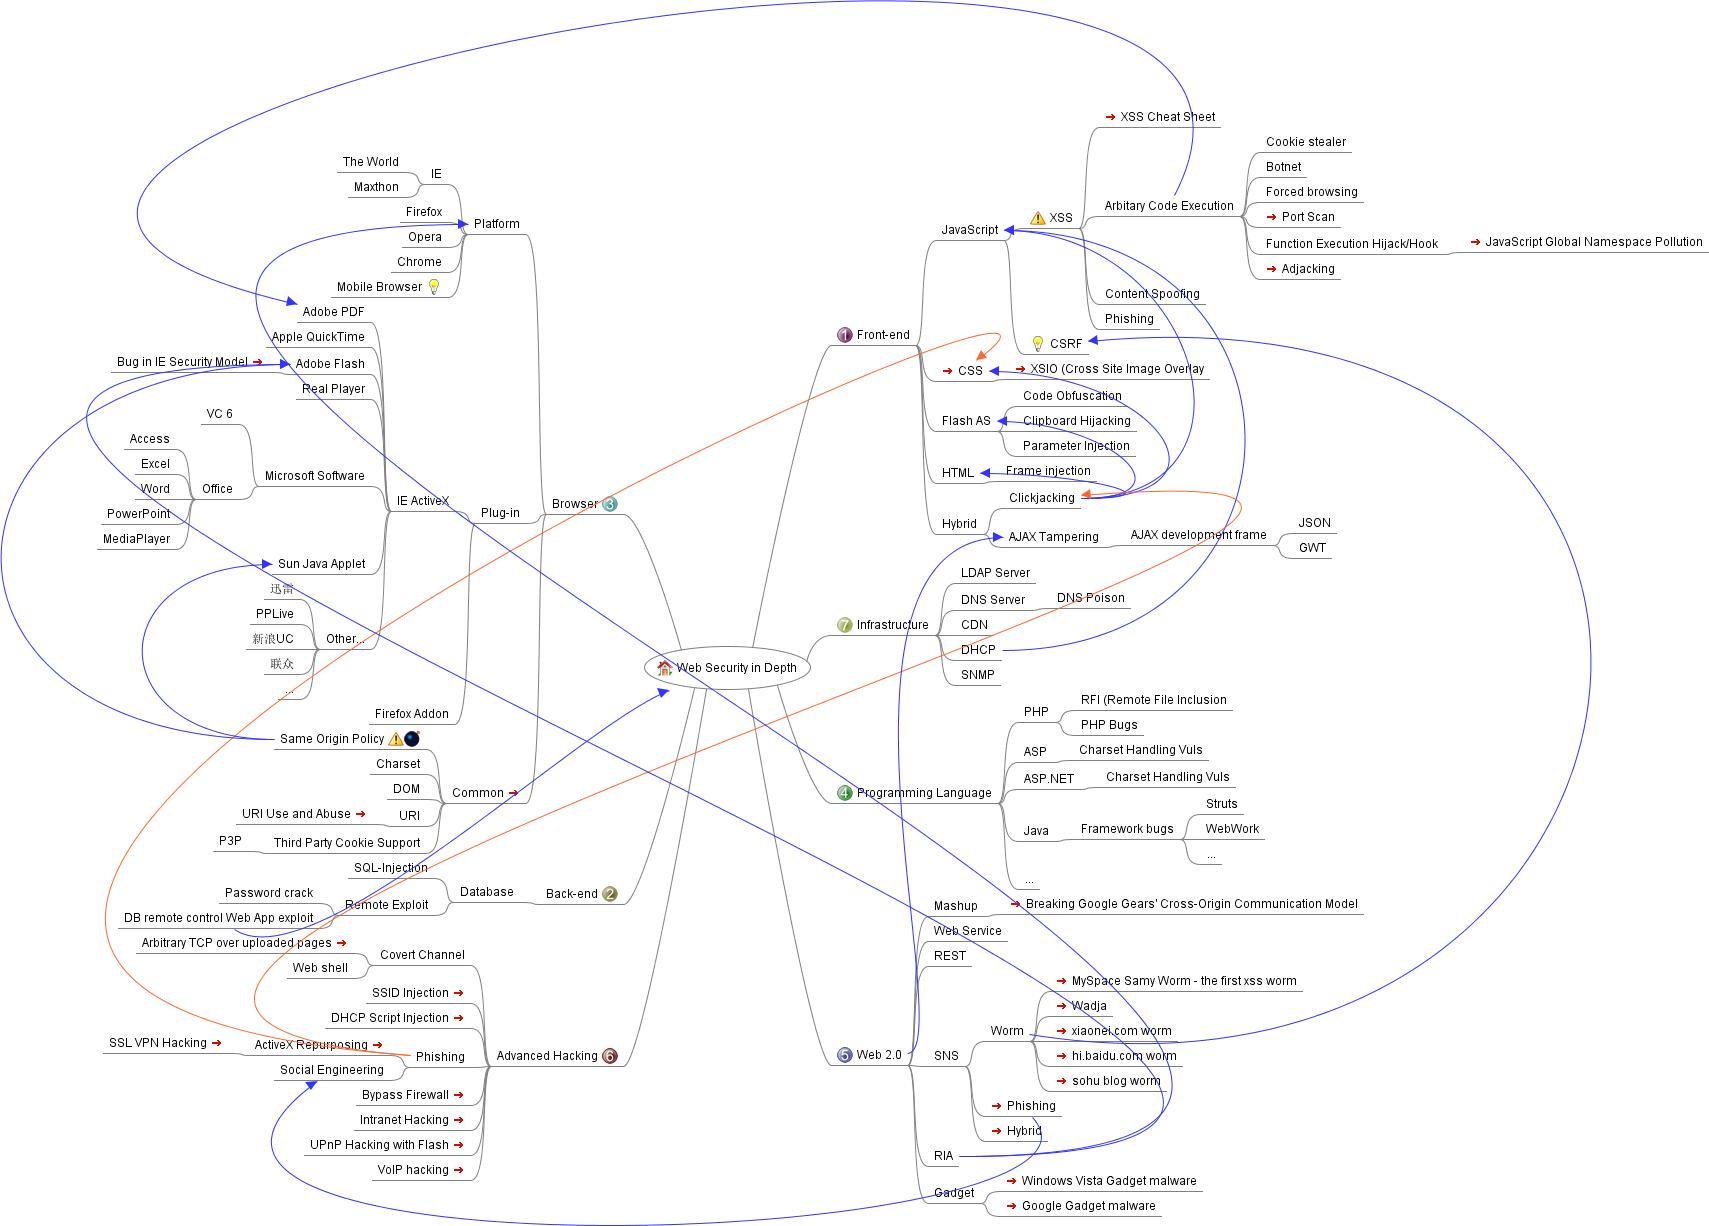 Web Security in Depth
1 Front-end
JavaScript
XSS
XSS Cheat Sheet
Arbitary Code Execution
Cookie stealer
Botnet
Forced browsing
Port Scan
Function Execution Hijack/Hook
JavaScript Global Namespace Pollution
Adjacking
Content Spoofing
Phishing
CSRF
CSS
XSIO (Cross Site Image Overlay
Flash AS
Code Obfuscation
Clipboard Hijacking
Parameter Injection
HTML
Frame injection
Hybrid
Clickjacking
AJAX Tampering
AJAX development frame
JSON
GWT
7 Infrastructure
LDAP Server
DNS Server
DNS Poison
CDN
DHCP
SNMP
4 Programming Language
PHP
RFI (Remote File Inclusion
PHP Bugs
ASP
Charset Handling Vuls
ASP.NET
Charset Handling Vuls
Java
Framework bugs
Struts
WebWork
...
...
5 Web 2.0
Mashup
Breaking Google Gears' Cross-Origin Communication Model
Web Service
REST
SNS
Worm
MySpace Samy Worm - the first xss worm
Wadja
xiaonei.com worm
hi.baidu.com worm
sohu blog worm
Phishing
Hybrid
RIA
Gadget
Windows Vista Gadget malware
Google Gadget malware
Browser 3
Platform
IE
The World
Maxthon
Firefox
Opera
Chrome
Mobile Browser
Plug-in
IE ActiveX
Adobe PDF
Apple QuickTime
Adobe Flash
Bug in IE Security Model
Real Player
Microsoft Software
VC 6
Office
Access
Excel
Word
PowerPoint
MediaPlayer
Sun Java Applet
Other...
迅雷
PPLive
新浪UC
联众
...
Firefox Addon
Common
Same Origin Policy
Charset
DOM
URI
URI Use and Abuse
Third Party Cookie Support
P3P
Back-end 2
Database
SQL-Injection
Remote Exploit
Password crack
DB remote control Web App exploit
Advanced Hacking 6
Covert Channel
Arbitrary TCP over uploaded pages
Web shell
SSID Injection
DHCP Script Injection
Phishing
ActiveX Repurposing
SSL VPN Hacking
Social Engineering
Bypass Firewall
Intranet Hacking
UPnP Hacking with Flash
VoIP hacking